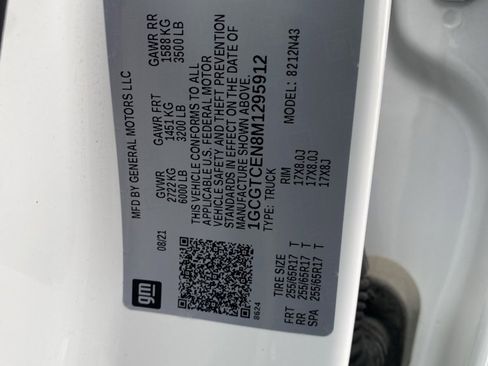 MFD BY GENERAL MOTORS LLC
08/21
GVWR
2722 KG
6000 LB
GAWR FRT
1451 KG
3200 LB
GAWR RR
1588 KG
3500 LB
THIS VEHICLE CONFORMS TO ALL
APPLICABLE U.S. FEDERAL MOTOR
VEHICLE SAFETY AND THEFT PREVENTION
STANDARDS IN EFFECT ON THE DATE OF
MANUFACTURE SHOWN ABOVE.
1GCGTCEN8M1295912
TYPE: TRUCK
MODEL: 8212N43
gm
8624
TIRE SIZE RIM
FRT 255/65R17 T 17X8.0J
RR 255/65R17 T 17X8.0J
SPA 255/65R17 T 17X8J